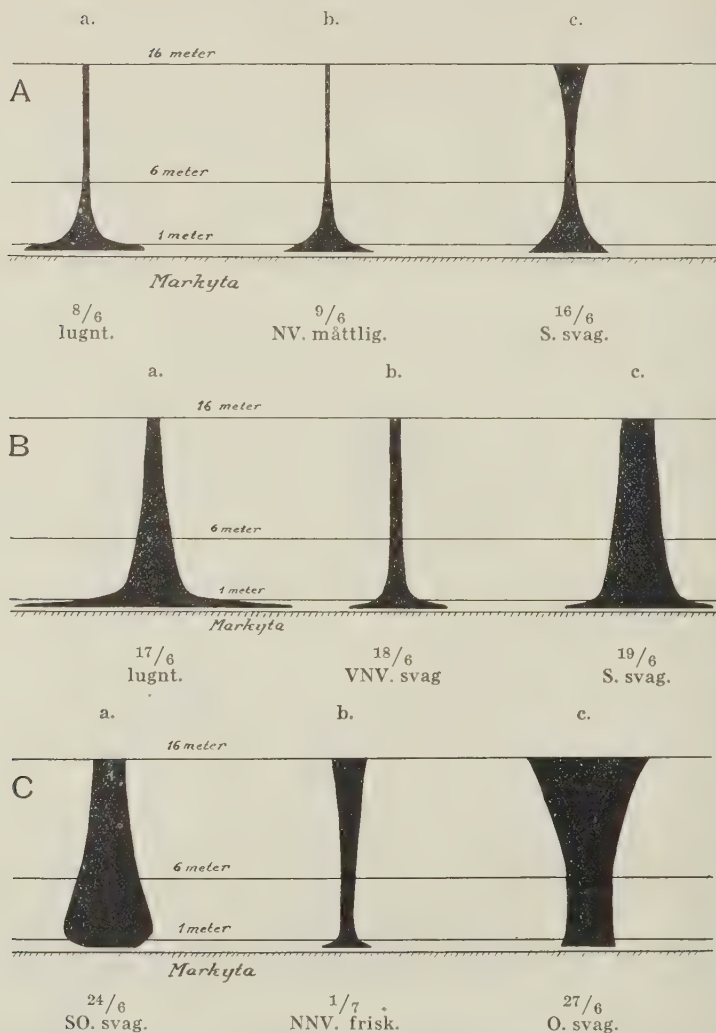 a. b. c.
16 meter
A
6 meter
1 meter
Markyta
8/6 9/6 16/6
lugnt. NV. måttlig. S. svag.
a. b. c.
16 meter
B
6 meter
1 meter
Markyta
17/6 18/6 19/6
lugnt. VNV. svag S. svag.
a. b. c.
16 meter
C
6 meter
1 meter
Markyta
24/6 1/7 27/6
SO. svag. NNV. frisk. O. svag.